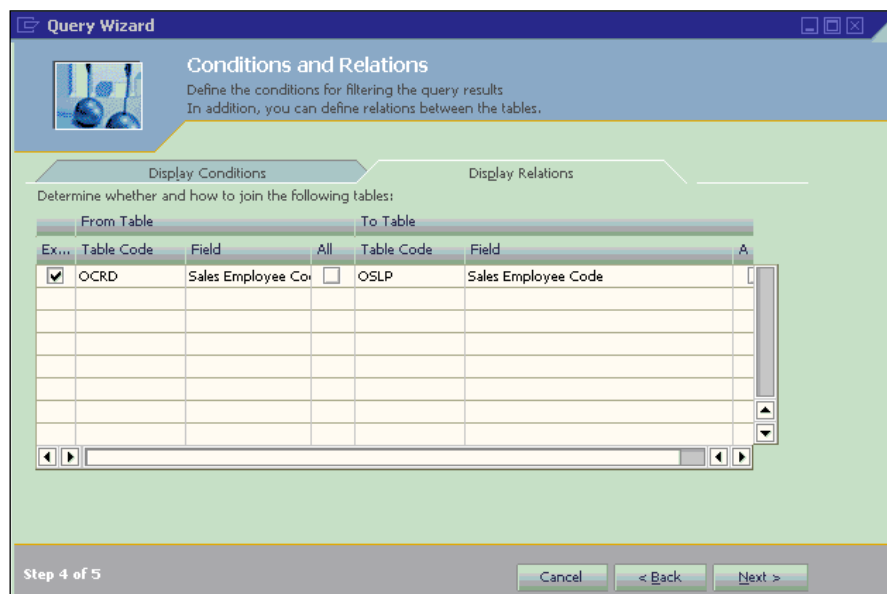 Query Wizard
Conditions and Relations
Define the conditions for filtering the query results
In addition, you can define relations between the tables.
Display Conditions Display Relations
Determine whether and how to join the following tables:
From Table To Table
Ex... Table Code Field All Table Code Field A
OCRD Sales Employee Co OSLP Sales Employee Code
Step 4 of 5 Cancel < Back Next >